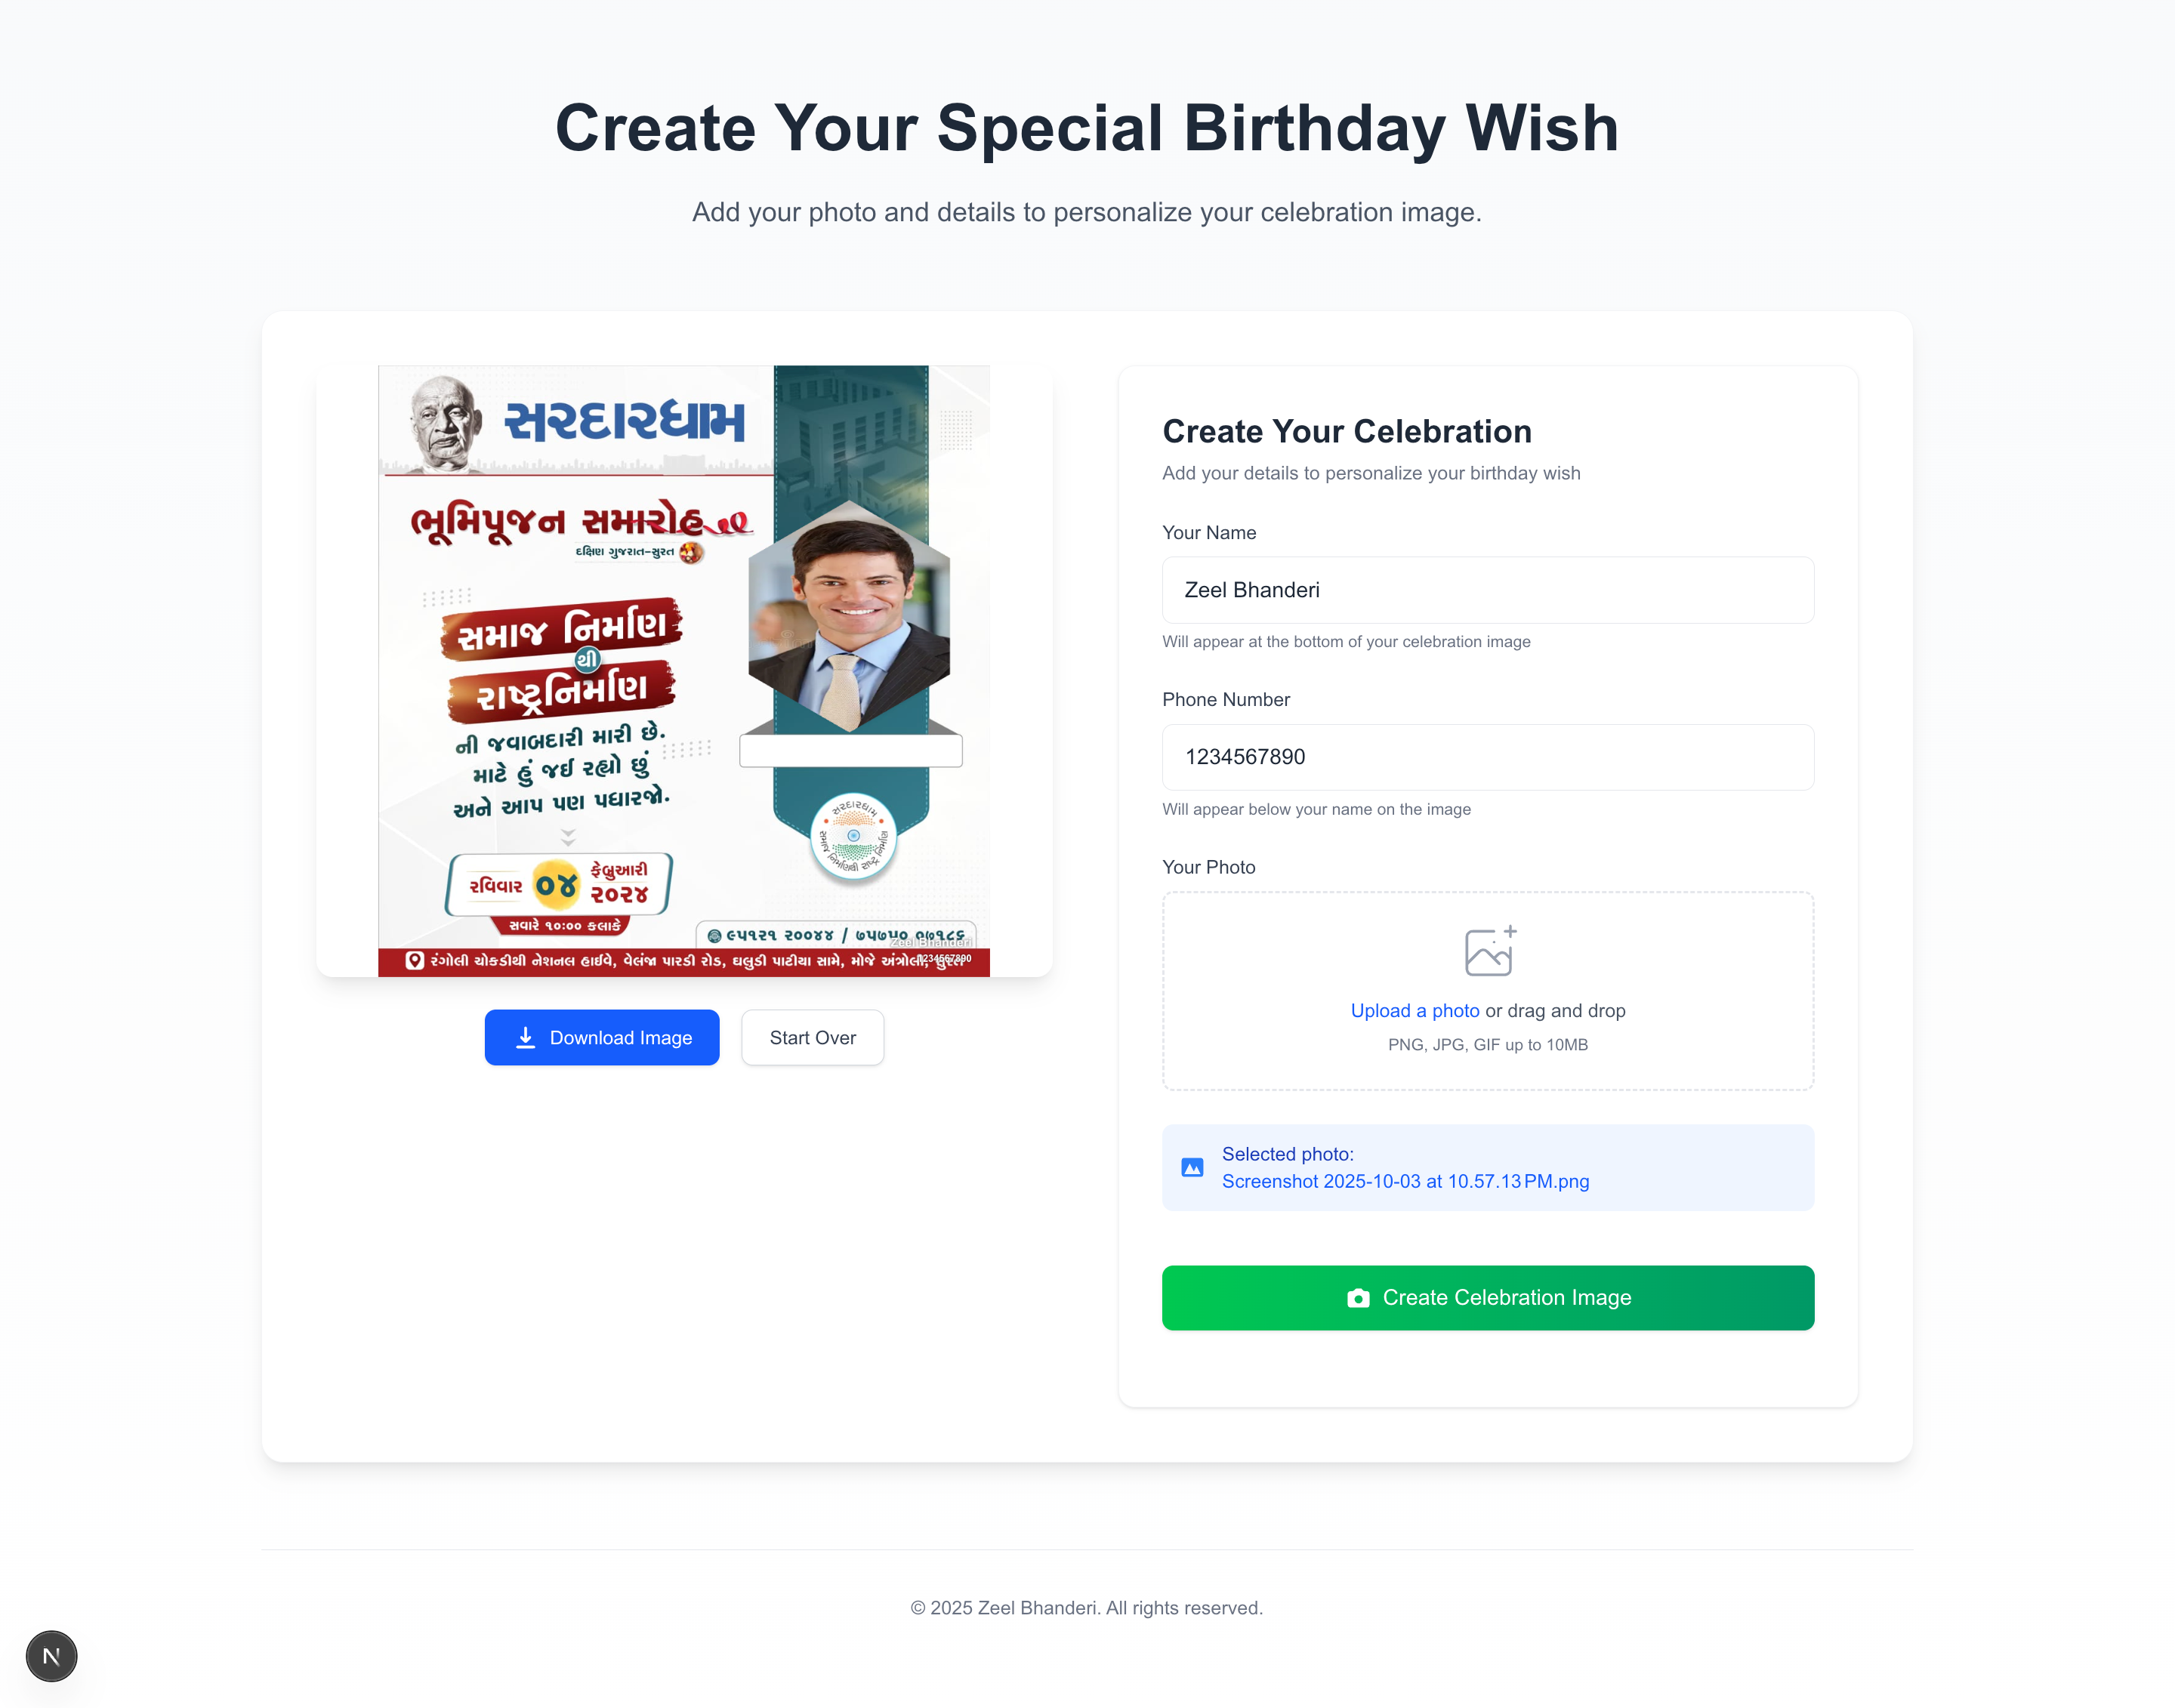 Create Your Special Birthday Wish
Add your photo and details to personalize your celebration image.
સરદારધામ
ભૂમિપૂજન સમારોહ
દક્ષિણ ગુજરાત-સુરત
સમાજ નિર્માણ
થી
રાષ્ટ્રનિર્માણ
ની જવાબદારી મારી છે.
માટે હું જઈ રહ્યો છું
અને આપ પણ પધારજો.
રવિવાર ૦૪ ફેબ્રુઆરી ૨૦૨૪
સવારે ૧૦:૦૦ કલાકે
સરદારધામ
સમાજ નિર્માણથી રાષ્ટ્ર નિર્માણ
૯૫૧૨૧ ૨૦૦૪૪ /
Zeel Bhanderi
રંગોલી ચોકડીથી નેશનલ હાઈવે, વેલંજા પારડી રોડ, ઘલુડી પાટીયા સામે, મોજે અંત્રોલી, સુરત
1234567890
Download Image
Start Over
Create Your Celebration
Add your details to personalize your birthday wish
Your Name
Zeel Bhanderi
Will appear at the bottom of your celebration image
Phone Number
1234567890
Will appear below your name on the image
Your Photo
Upload a photo or drag and drop
PNG, JPG, GIF up to 10MB
Selected photo:
Screenshot 2025-10-03 at 10.57.13 PM.png
Create Celebration Image
© 2025 Zeel Bhanderi. All rights reserved.
N